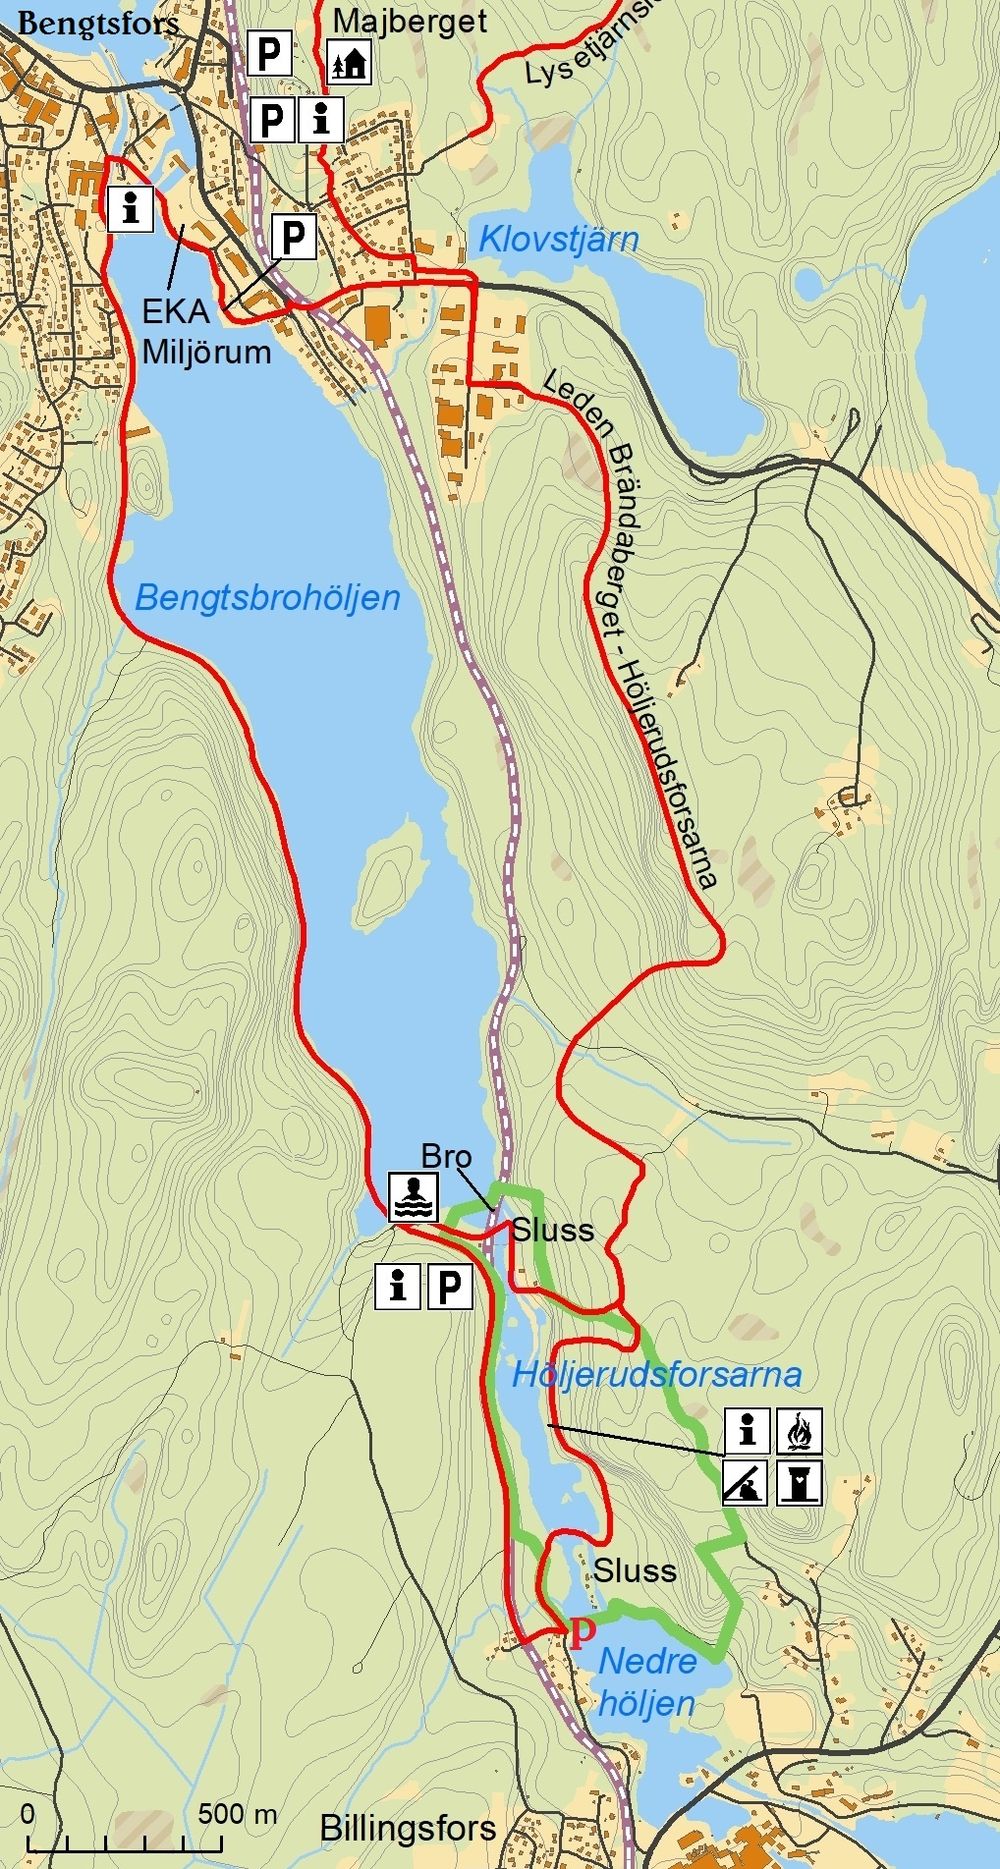 Bengtsfors
Majberget
Lysetjärnsl
P
P i
i
P
Klovstjärn
EKA
Miljörum
Leden Brändaberget - Höljerudsforsarna
Bengtsbrohöljen
Bro
Sluss
i P
Höljerudsforsarna
i
Sluss
p
Nedre
höljen
0 500 m
Billingsfors